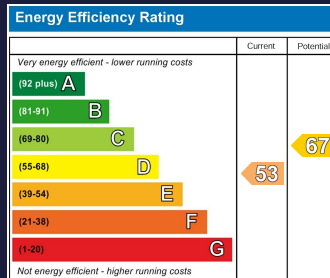 Energy Efficiency Rating
Current Potential
Very energy efficient - lower running costs
(92 plus) A
(81-91) B
(69-80) C
(55-68) D
(39-54) E
(21-38) F
(1-20) G
53
67
Not energy efficient - higher running costs